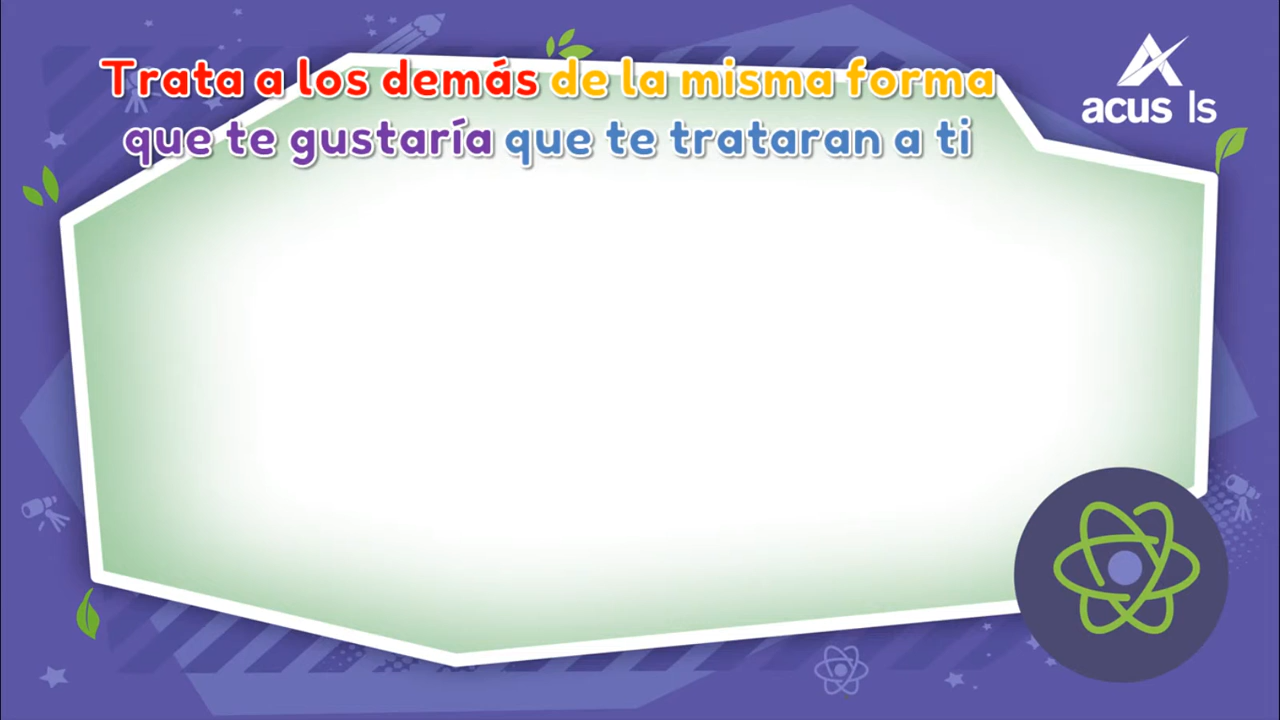 Trata a los demás de la misma forma
que te gustaría que te trataran a ti
acus ls